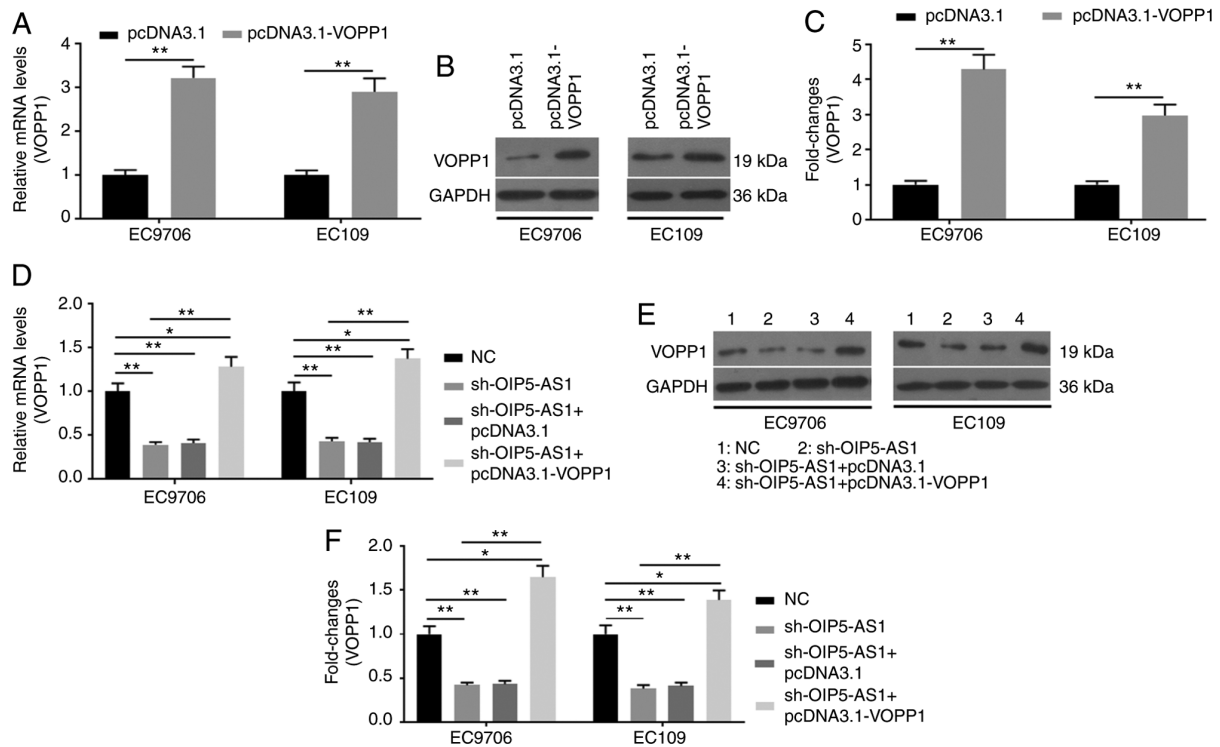 A
pcDNA3.1 pcDNA3.1-VOPP1
Relative mRNA levels
(VOPP1)
4
3
2
1
0
** **
EC9706 EC109
B
pcDNA3.1
pcDNA3.1-
VOPP1
pcDNA3.1
pcDNA3.1-
VOPP1
VOPP1 19 kDa
GAPDH 36 kDa
EC9706 EC109
C
pcDNA3.1 pcDNA3.1-VOPP1
Fold-changes
(VOPP1)
5
4
3
2
1
0
** **
EC9706 EC109
D
Relative mRNA levels
(VOPP1)
2.0
1.5
1.0
0.5
0.0
** **
* *
** **
** **
EC9706 EC109
NC
sh-OIP5-AS1
sh-OIP5-AS1+
pcDNA3.1
sh-OIP5-AS1+
pcDNA3.1-VOPP1
E
1 2 3 4 1 2 3 4
VOPP1 19 kDa
GAPDH 36 kDa
EC9706 EC109
1: NC 2: sh-OIP5-AS1
3: sh-OIP5-AS1+pcDNA3.1
4: sh-OIP5-AS1+pcDNA3.1-VOPP1
F
Fold-changes
(VOPP1)
2.0
1.5
1.0
0.5
0.0
** **
* *
** **
** **
EC9706 EC109
NC
sh-OIP5-AS1
sh-OIP5-AS1+
pcDNA3.1
sh-OIP5-AS1+
pcDNA3.1-VOPP1